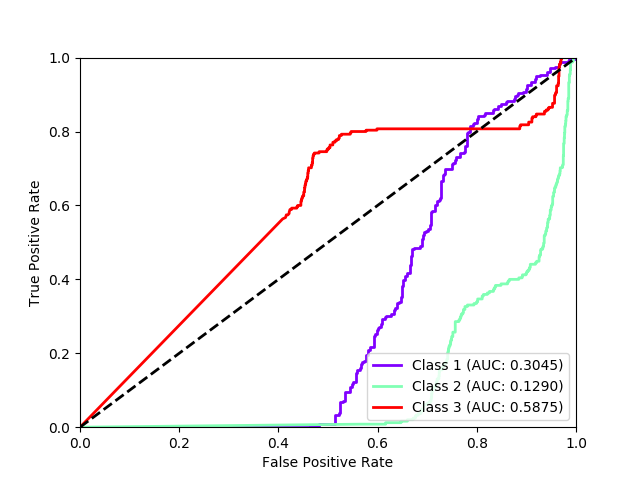 1.0
0.8
0.6
0.4
0.2
0.0
True Positive Rate
Class 1 (AUC: 0.3045)
Class 2 (AUC: 0.1290)
Class 3 (AUC: 0.5875)
0.0 0.2 0.4 0.6 0.8 1.0
False Positive Rate